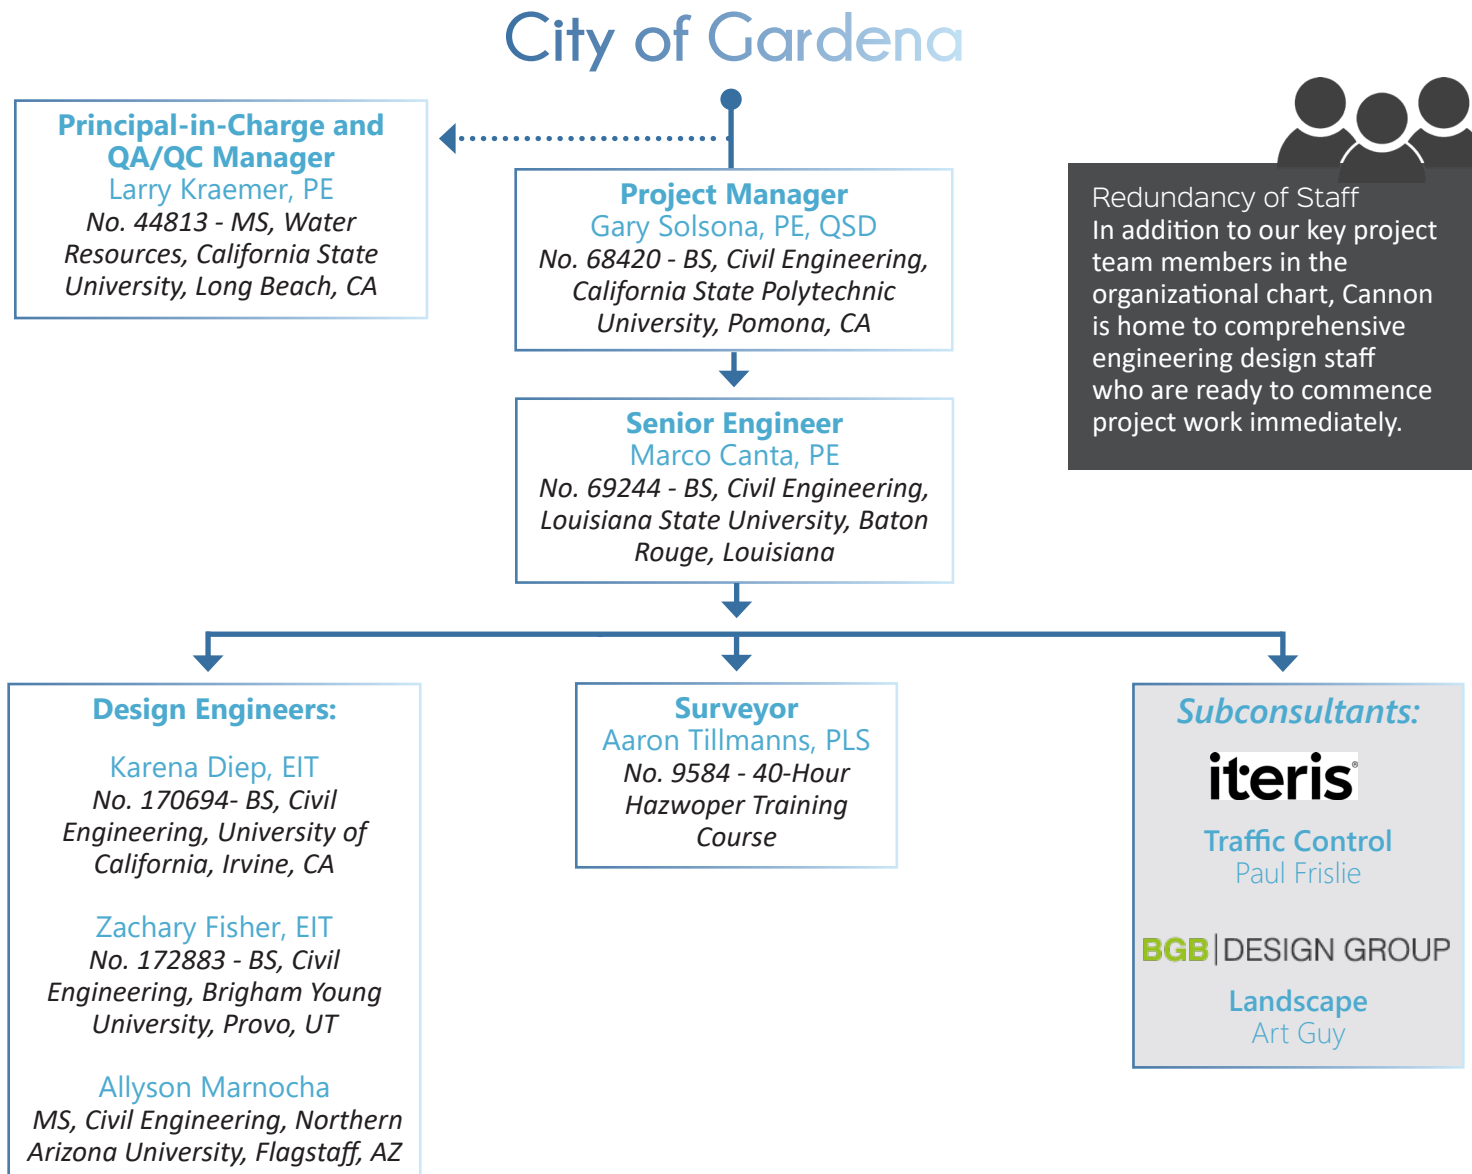 City of Gardena
Principal-in-Charge and
QA/QC Manager
Larry Kraemer, PE
No. 44813 - MS, Water
Resources, California State
University, Long Beach, CA
Project Manager
Gary Solsona, PE, QSD
No. 68420 - BS, Civil Engineering,
California State Polytechnic
University, Pomona, CA
Redundancy of Staff
In addition to our key project
team members in the
organizational chart, Cannon
is home to comprehensive
engineering design staff
who are ready to commence
project work immediately.
Senior Engineer
Marco Canta, PE
No. 69244 - BS, Civil Engineering,
Louisiana State University, Baton
Rouge, Louisiana
Design Engineers:
Karena Diep, EIT
No. 170694- BS, Civil
Engineering, University of
California, Irvine, CA
Zachary Fisher, EIT
No. 172883 - BS, Civil
Engineering, Brigham Young
University, Provo, UT
Allyson Marnocha
MS, Civil Engineering, Northern
Arizona University, Flagstaff, AZ
Surveyor
Aaron Tillmanns, PLS
No. 9584 - 40-Hour
Hazwoper Training
Course
Subconsultants:
iteris®
Traffic Control
Paul Frislie
BGB|DESIGN GROUP
Landscape
Art Guy